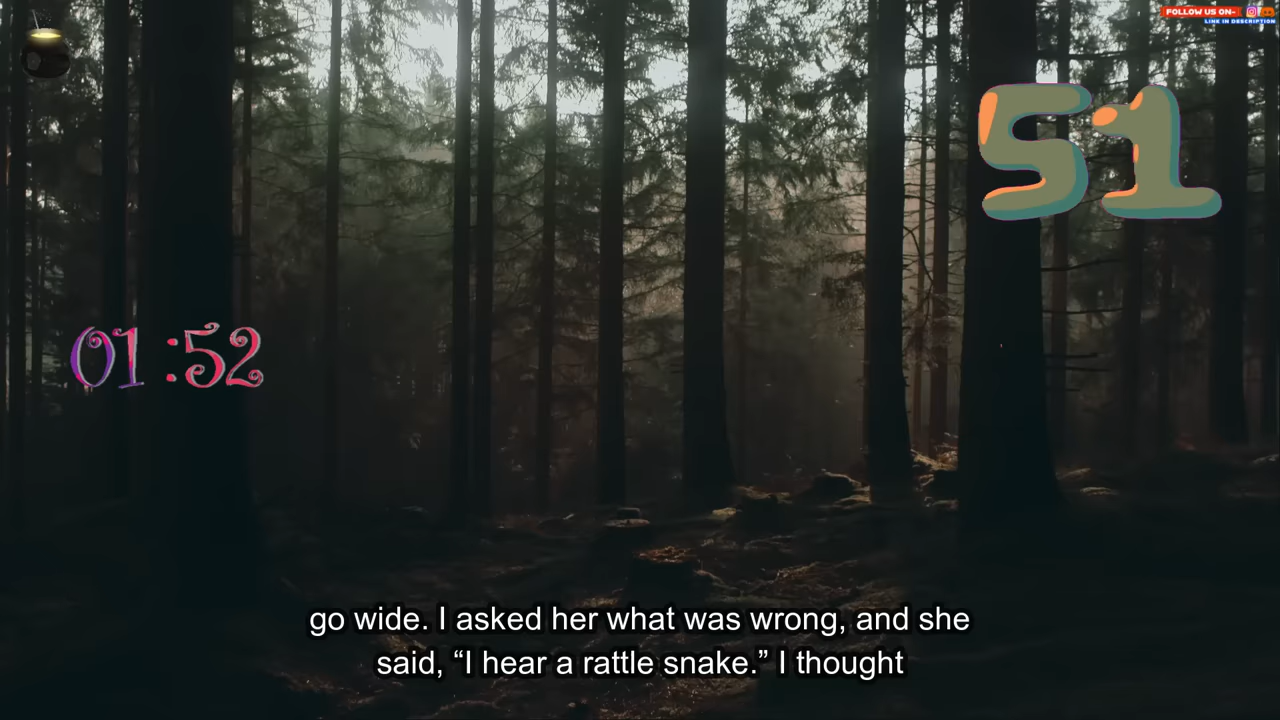 FOLLOW US ON-
LINK IN DESCRIPTION
51
01:52
go wide. I asked her what was wrong, and she
said, “I hear a rattle snake.” I thought